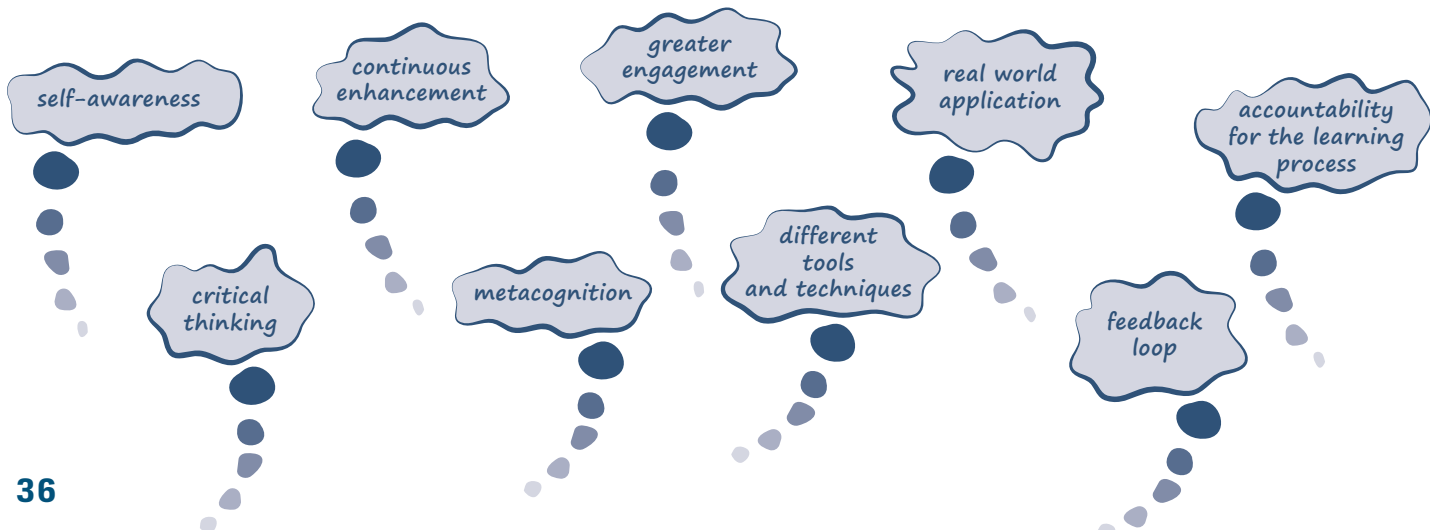 self-awareness
continuous
enhancement
greater
engagement
real world
application
accountability
for the learning
process
critical
thinking
metacognition
different
tools
and techniques
feedback
loop
36